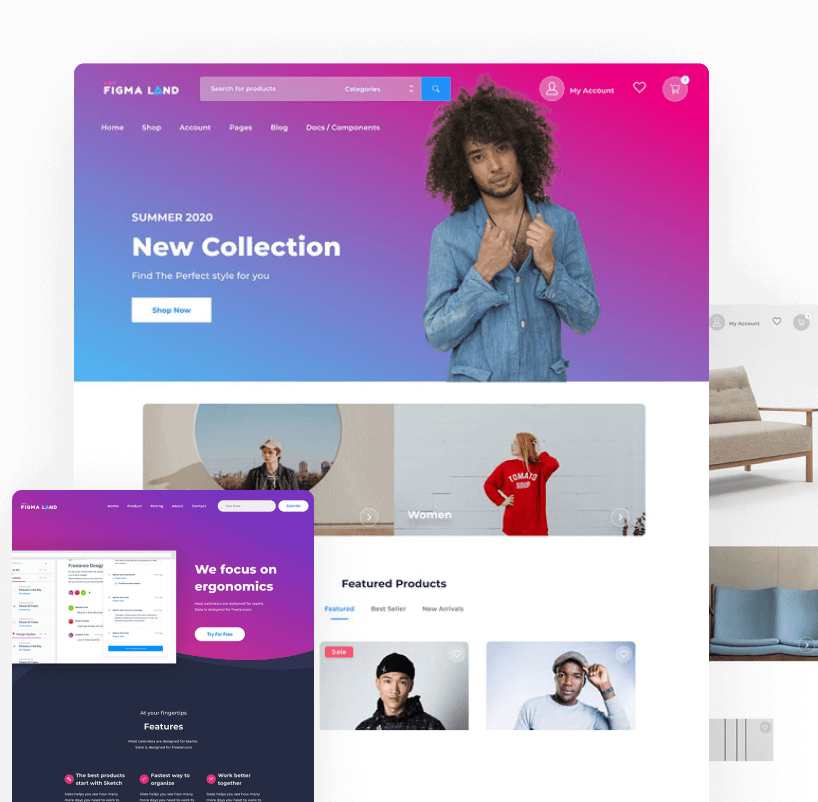 FIGMA LAND
Search for products
Categories
My Account
Home
Shop
Account
Pages
Blog
Docs / Components
SUMMER 2020
New Collection
Find The Perfect style for you
Shop Now
My Account
TOMATO
SOUP
Women
FIGMA LAND
Home
Product
Pricing
About
Contact
Subscribe
Freelance Design
Design System
We focus on
ergonomics
Most calendars are designed for teams.
Slate is designed for freelancers
Try For Free
Featured Products
Featured
Best Seller
New Arrivals
Sale
At your fingertips
Features
Most calendars are designed for teams.
Slate is designed for freelancers
The best products
start with Sketch
Slate helps you see how many
more days you need to work to
Fastest way to
organize
Slate helps you see how many
more days you need to work to
Work better
together
Slate helps you see how many
more days you need to work to